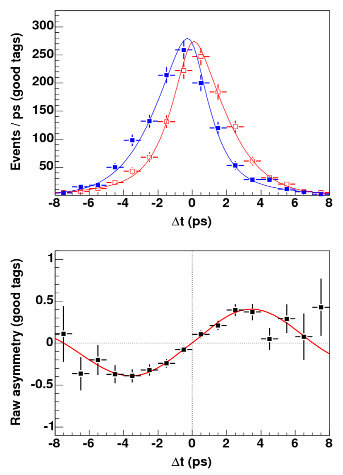 Events / ps (good tags)
300
250
200
150
100
50
-8 -6 -4 -2 0 2 4 6 8
Δt (ps)
Raw asymmetry (good tags)
1
0.5
0
-0.5
-1
-8 -6 -4 -2 0 2 4 6 8
Δt (ps)